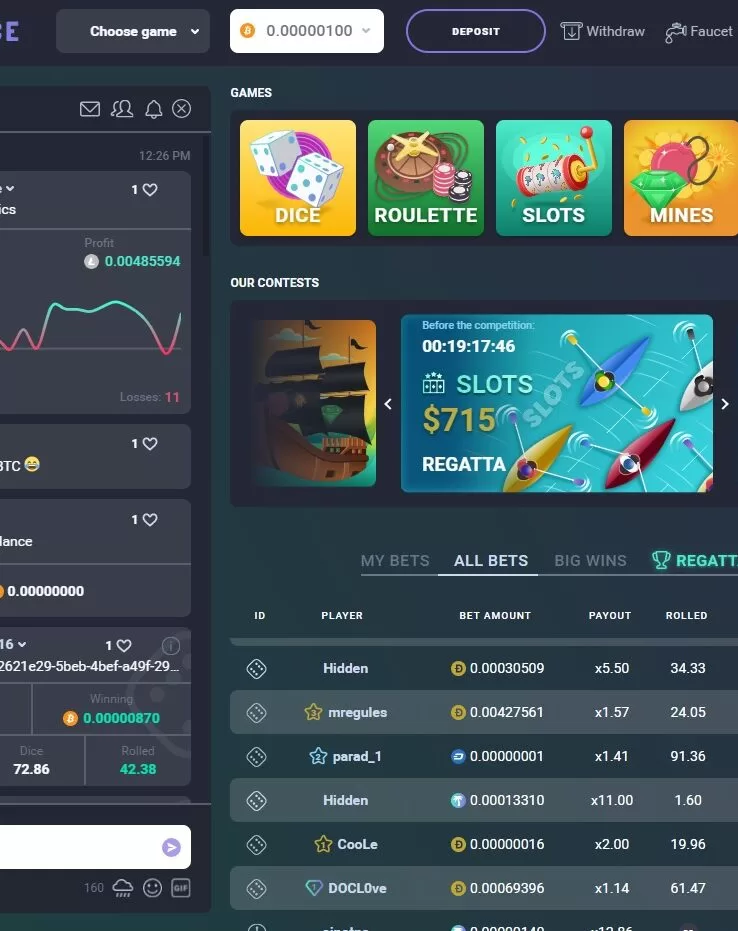 CE
Choose game
0.00000100
DEPOSIT
Withdraw
Faucet
12:26 PM
1
ics
Profit
0.00485594
Losses: 11
1
BTC 😂
1
lance
0.00000000
16
1
2621e29-5beb-4bef-a49f-29...
Winning
0.00000870
Dice
Rolled
72.86
42.38
160
GIF
GAMES
DICE
ROULETTE
SLOTS
MINES
OUR CONTESTS
Before the competition:
00:19:17:46
SLOTS
$715
REGATTA
SLOTS
MY BETS
ALL BETS
BIG WINS
REGATT
ID PLAYER BET AMOUNT PAYOUT ROLLED
Hidden 0.00030509 x5.50 34.33
3 mregules 0.00427561 x1.57 24.05
2 parad_1 0.00000001 x1.41 91.36
Hidden 0.00013310 x11.00 1.60
1 CooLe 0.00000016 x2.00 19.96
1 DOCL0ve 0.00069396 x1.14 61.47